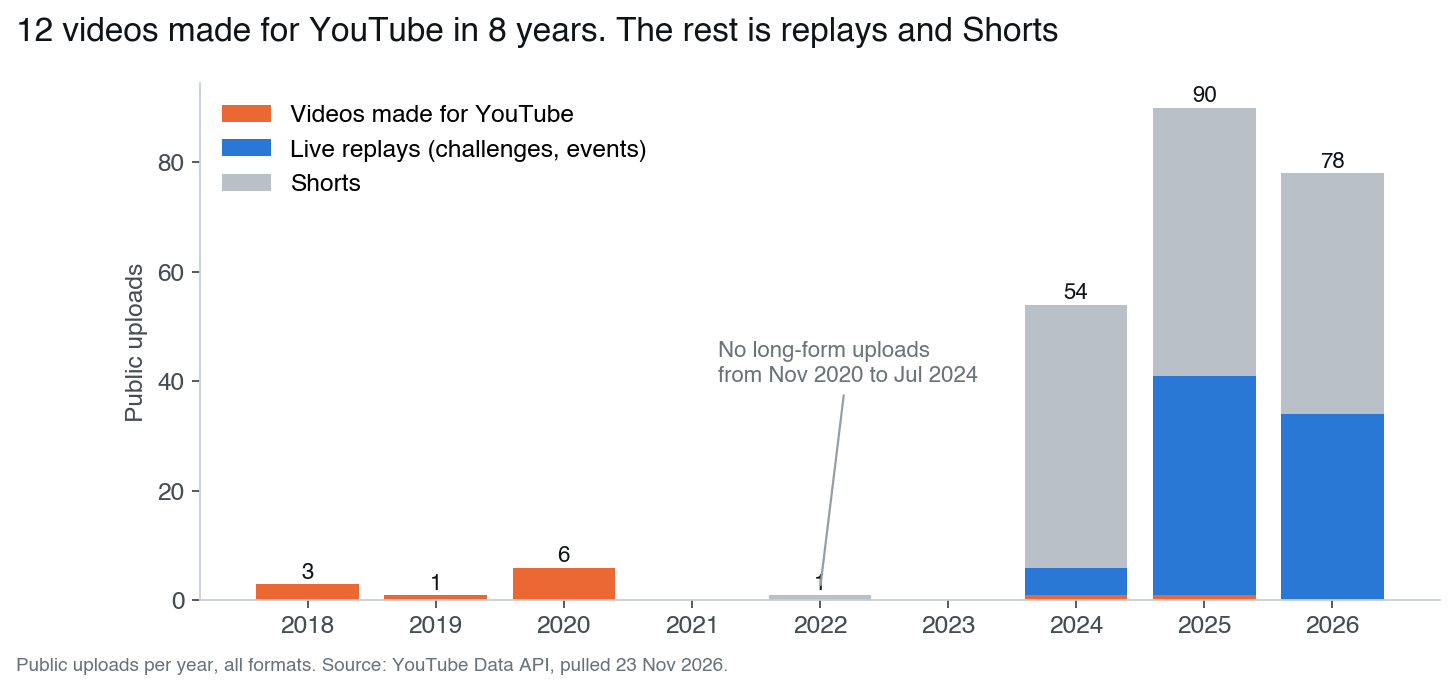 12 videos made for YouTube in 8 years. The rest is replays and Shorts
Videos made for YouTube
Live replays (challenges, events)
Shorts
Public uploads
80
60
40
20
0
No long-form uploads
from Nov 2020 to Jul 2024
3
1
6
1
54
90
78
2018
2019
2020
2021
2022
2023
2024
2025
2026
Public uploads per year, all formats. Source: YouTube Data API, pulled 23 Nov 2026.